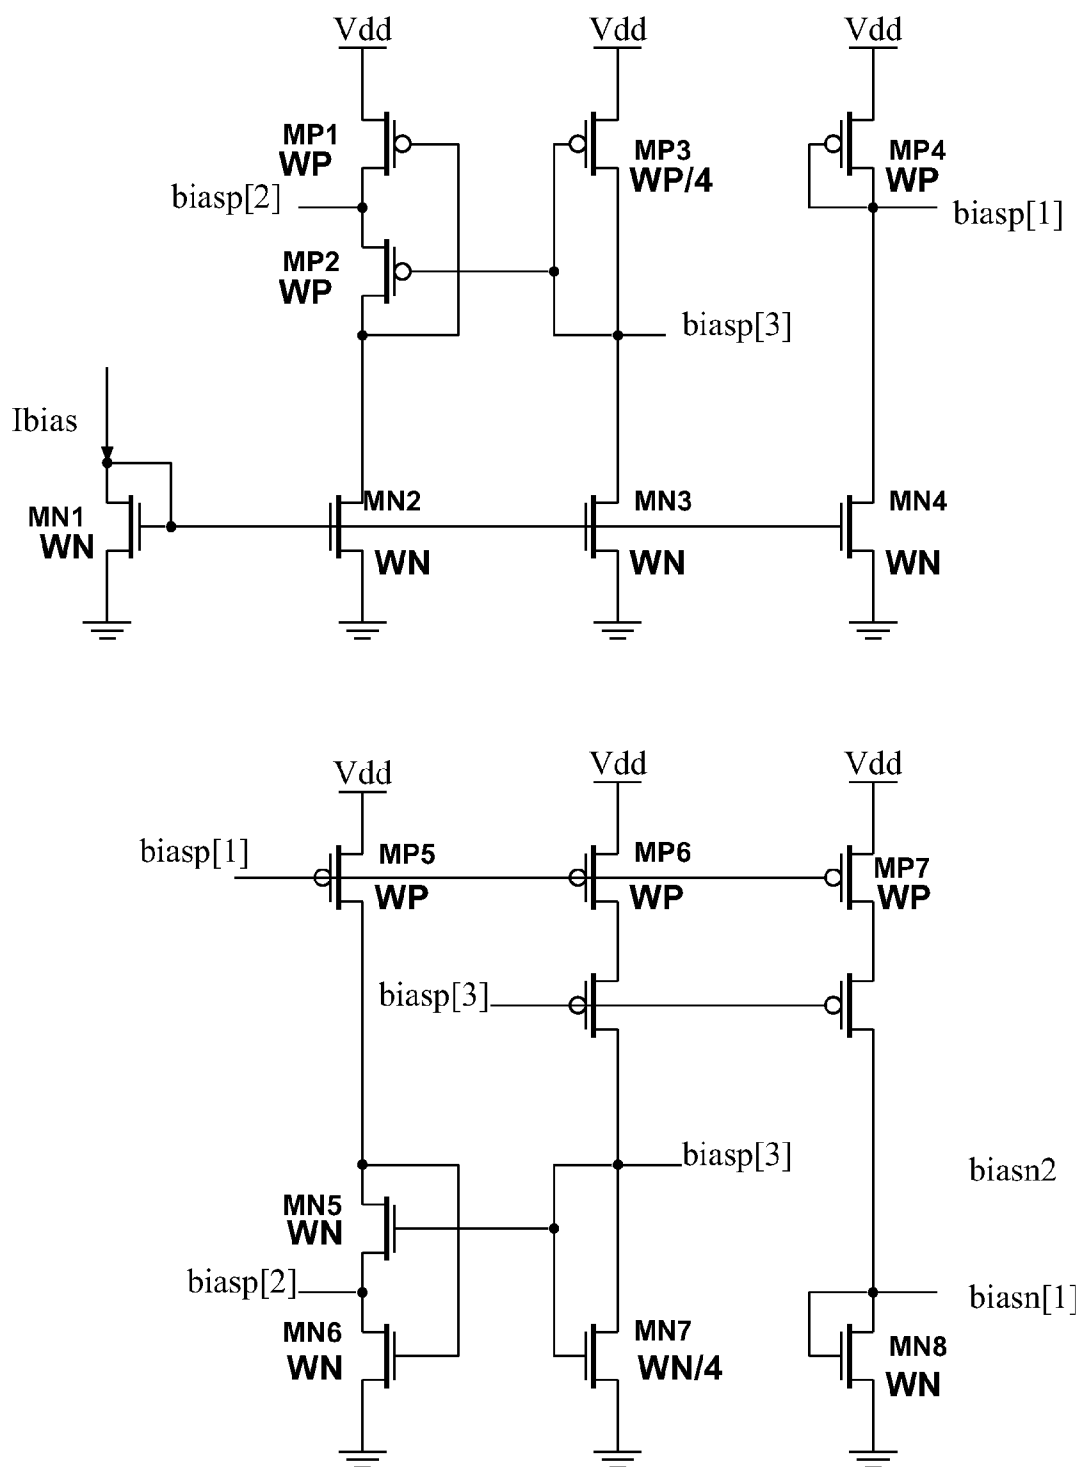 Vdd
Vdd
Vdd
MP1
WP
MP3
WP/4
MP4
WP
biasp[2]
biasp[1]
MP2
WP
biasp[3]
Ibias
MN1
WN
MN2
WN
MN3
WN
MN4
WN
Vdd
Vdd
Vdd
biasp[1]
MP5
WP
MP6
WP
MP7
WP
biasp[3]
biasp[3]
biasn2
MN5
WN
biasp[2]
biasn[1]
MN6
WN
MN7
WN/4
MN8
WN